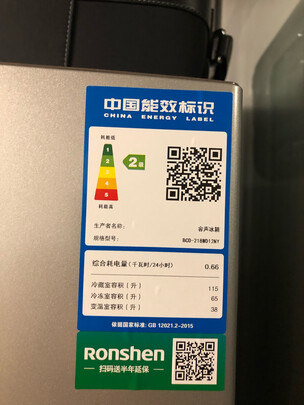 中国能效标识
CHINA ENERGY LABEL
耗能低
1
2
3
4
5
2级
耗能高
生产者名称:
容声冰箱
规格型号:
BCD-218WD12NY
综合耗电量(千瓦时/24小时)
0.66
冷藏室容积(升)
115
冷冻室容积(升)
65
变温室容积(升)
38
依据国家标准: GB 12021.2-2015
Ronshen
扫码送半年延保